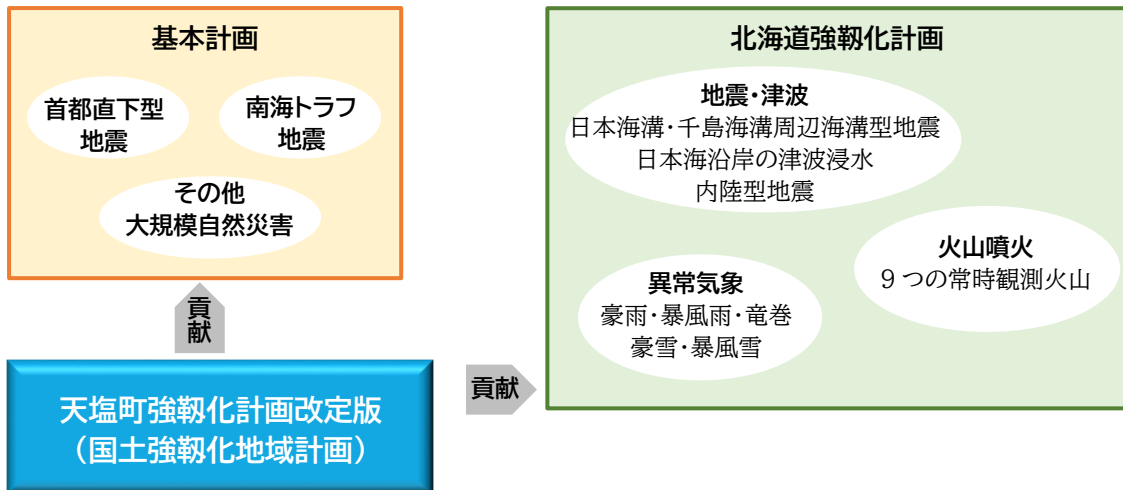 基本計画
首都直下型
地震
南海トラフ
地震
その他
大規模自然災害
貢献
天塩町強靱化計画改定版
（国土強靱化地域計画）
貢献
北海道強靱化計画
地震・津波
日本海溝・千島海溝周辺海溝型地震
日本海沿岸の津波浸水
内陸型地震
火山噴火
９つの常時観測火山
異常気象
豪雨・暴風雨・竜巻
豪雪・暴風雪